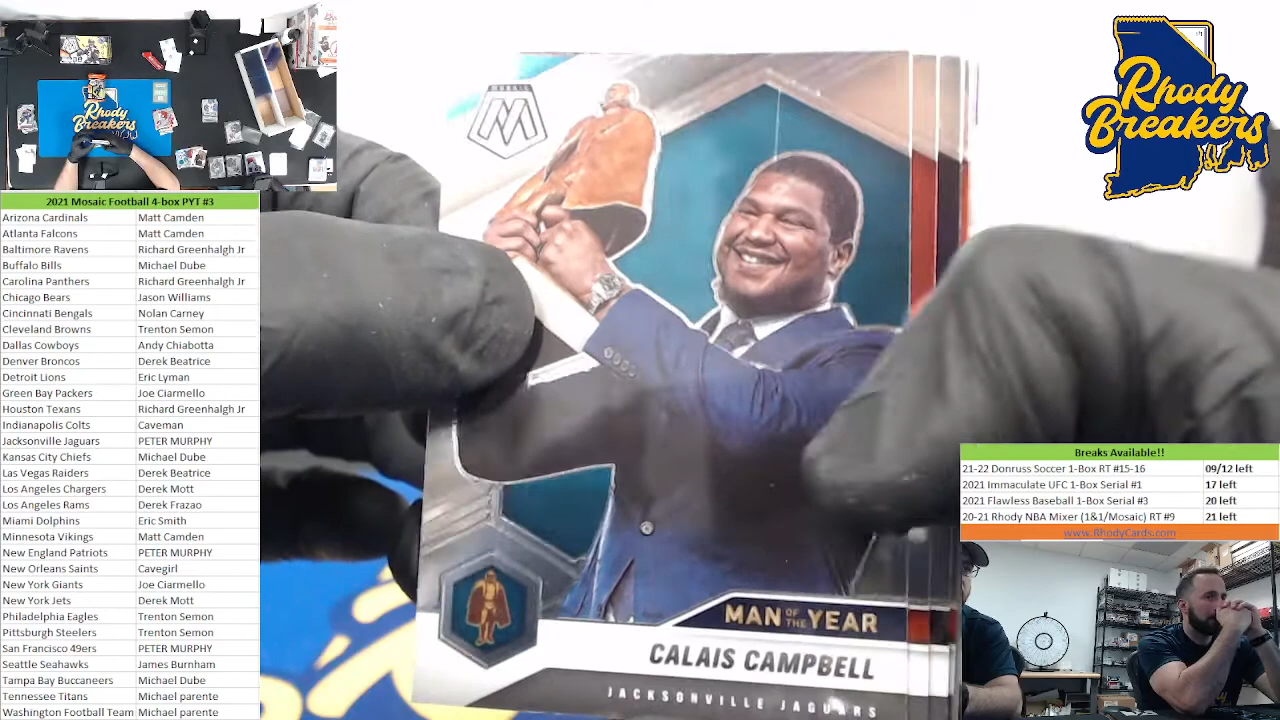 Rhody
Breakers
Rhody
Breakers
2021 Mosaic Football 4-box PYT #3
Arizona Cardinals Matt Camden
Atlanta Falcons Matt Camden
Baltimore Ravens Richard Greenhalgh Jr
Buffalo Bills Michael Dube
Carolina Panthers Richard Greenhalgh Jr
Chicago Bears Jason Williams
Cincinnati Bengals Nolan Carney
Cleveland Browns Trenton Semon
Dallas Cowboys Andy Chiabotta
Denver Broncos Derek Beatrice
Detroit Lions Eric Lyman
Green Bay Packers Joe Ciarmello
Houston Texans Richard Greenhalgh Jr
Indianapolis Colts Caveman
Jacksonville Jaguars PETER MURPHY
Kansas City Chiefs Michael Dube
Las Vegas Raiders Derek Beatrice
Los Angeles Chargers Derek Mott
Los Angeles Rams Derek Frazao
Miami Dolphins Eric Smith
Minnesota Vikings Matt Camden
New England Patriots PETER MURPHY
New Orleans Saints Cavegirl
New York Giants Joe Ciarmello
New York Jets Derek Mott
Philadelphia Eagles Trenton Semon
Pittsburgh Steelers Trenton Semon
San Francisco 49ers PETER MURPHY
Seattle Seahawks James Burnham
Tampa Bay Buccaneers Michael Dube
Tennessee Titans Michael parente
Washington Football Team Michael parente
MOSAIC
MAN OF THE YEAR
CALAIS CAMPBELL
JACKSONVILLE JAGUARS
Breaks Available!!
21-22 Donruss Soccer 1-Box RT #15-16 09/12 left
2021 Immaculate UFC 1-Box Serial #1 17 left
2021 Flawless Baseball 1-Box Serial #3 20 left
20-21 Rhody NBA Mixer (1&1/Mosaic) RT #9 21 left
www.RhodyCards.com